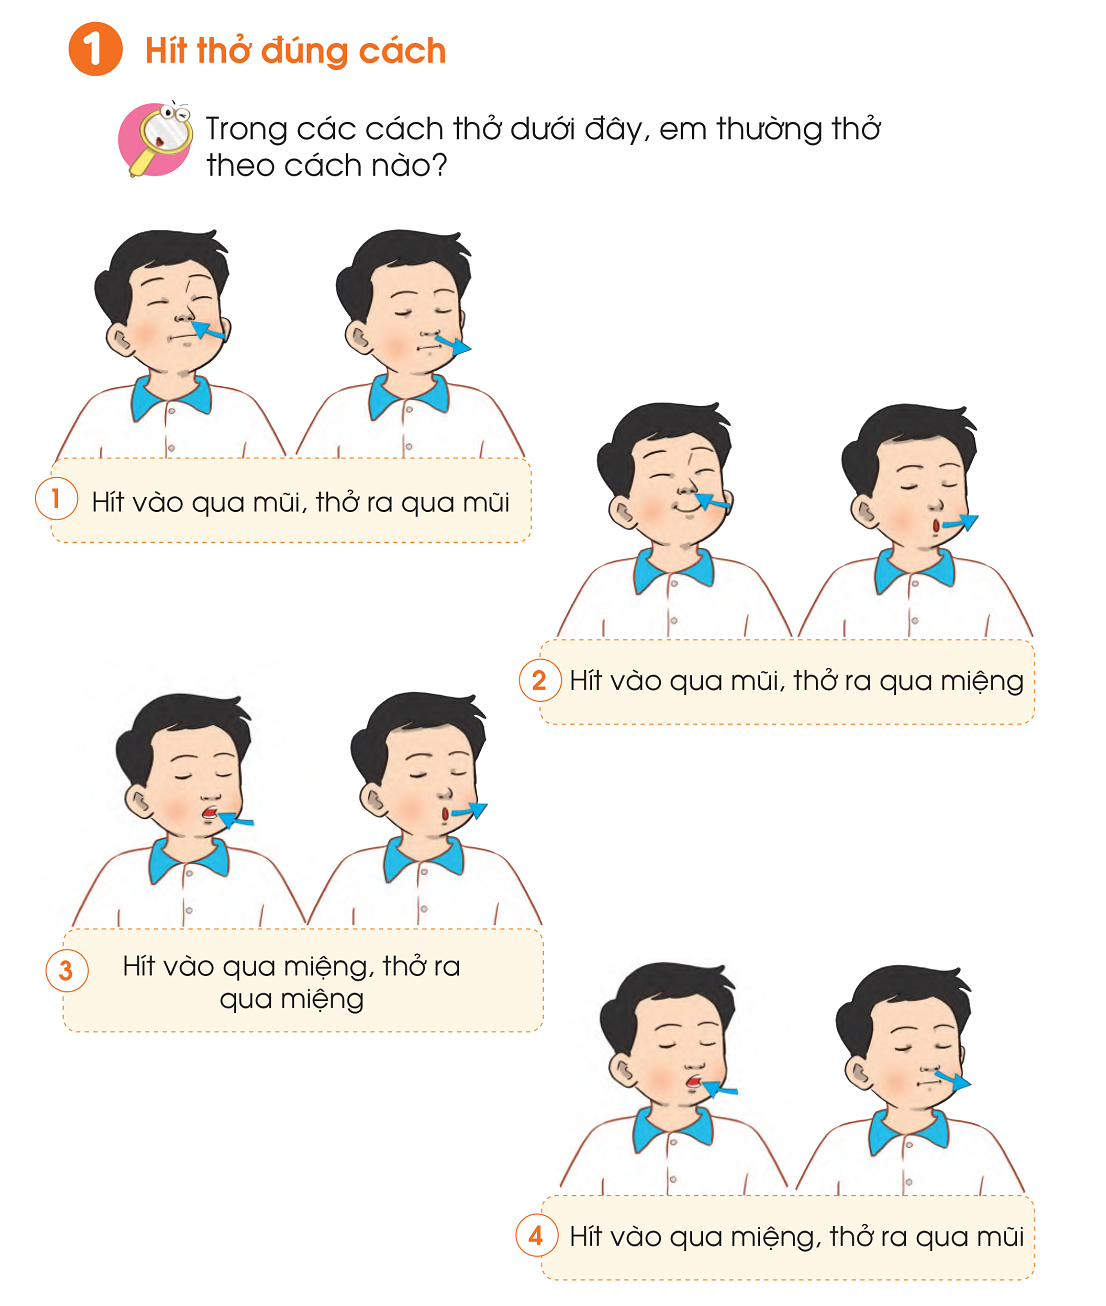 1 Hít thở đúng cách
Trong các cách thở dưới đây, em thường thở
theo cách nào?
1 Hít vào qua mũi, thở ra qua mũi
2 Hít vào qua mũi, thở ra qua miệng
3 Hít vào qua miệng, thở ra
qua miệng
4 Hít vào qua miệng, thở ra qua mũi